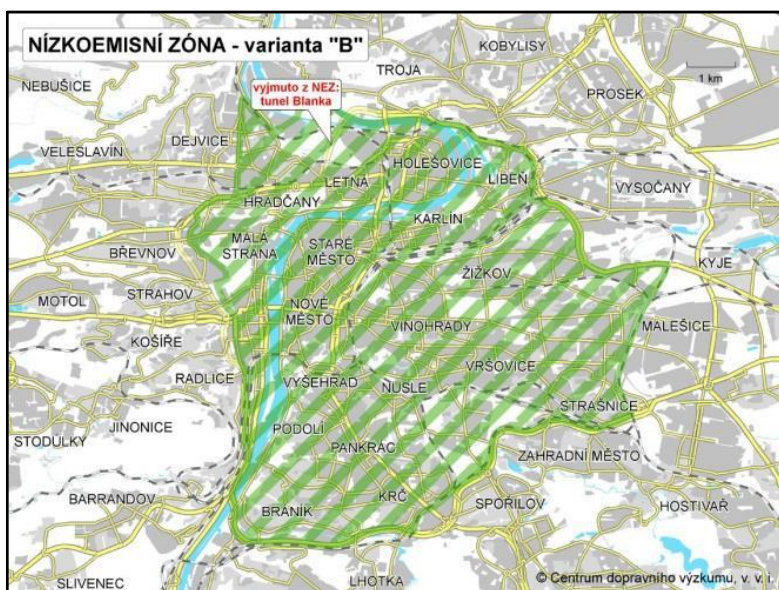 NÍZKOEMISNÍ ZÓNA - varianta "B"
KOBYLISY
1 km
TROJA
NEBUŠICE
vyjmuto z NEZ:
tunel Blanka
PROSEK
DEJVICE
VELESLAVÍN
HOLEŠOVICE
LETNÁ
LIBEŇ
VYSOČANY
HRADČANY
KARLÍN
MALÁ
STRANA
STARÉ
MĚSTO
BŘEVNOV
ŽIŽKOV
KYJE
STRAHOV
MOTOL
NOVÉ
MĚSTO
VINOHRADY
MALEŠICE
KOŠÍŘE
VRŠOVICE
RADLICE
VYŠEHRAD
NUSLE
STRAŠNICE
JINONICE
PODOLÍ
STODŮLKY
PANKRÁC
ZAHRADNÍ MĚSTO
BARRANDOV
KRČ
SPOŘILOV
HOSTIVAŘ
BRANÍK
SLIVENEC
LHOTKA
© Centrum dopravního výzkumu, v. v. i.